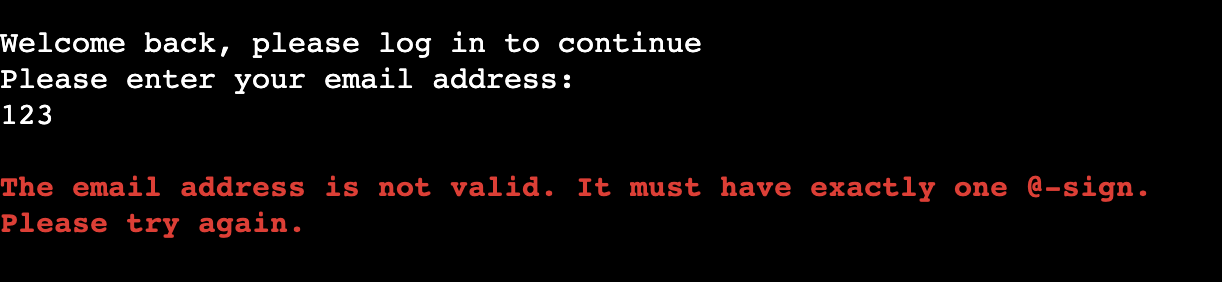 Welcome back, please log in to continue
Please enter your email address:
123
The email address is not valid. It must have exactly one @-sign.
Please try again.